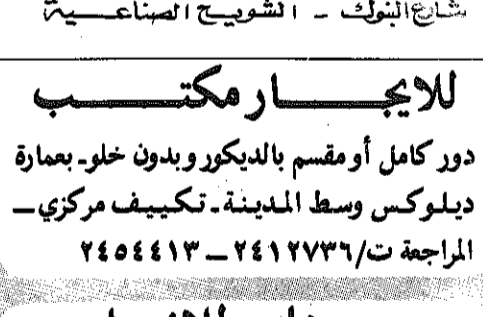 شارع البنوك - الشويخ الصناعية
للايجار مكتب
دور كامل أو مقسم بالديكور وبدون خلو - بعمارة
ديلوكس وسط المدينة - تكييف مركزي -
المراجعة ت/٢٤١٢٧٣٦ - ٢٤٥٤٤١٣